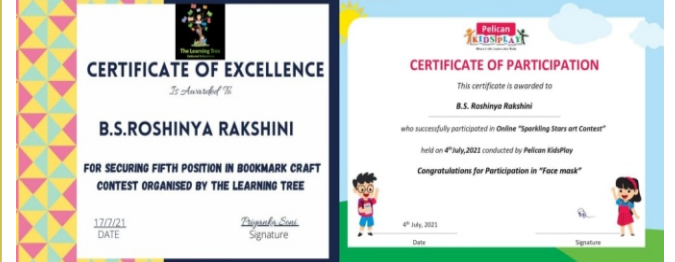 The Learning Tree
CERTIFICATE OF EXCELLENCE
Is Awarded To
B.S.ROSHINYA RAKSHINI
FOR SECURING FIFTH POSITION IN BOOKMARK CRAFT
CONTEST ORGANISED BY THE LEARNING TREE
17/7/21
DATE
Priyanka Soni
Signature
Pelican
KIDSPLAY
CERTIFICATE OF PARTICIPATION
This certificate is awarded to
B.S. Roshinya Rakshini
who successfully participated in Online "Sparkling Stars art Contest"
held on 4th July,2021 conducted by Pelican KidsPlay
Congratulations for Participation in "Face mask"
4th July, 2021
Date
Signature